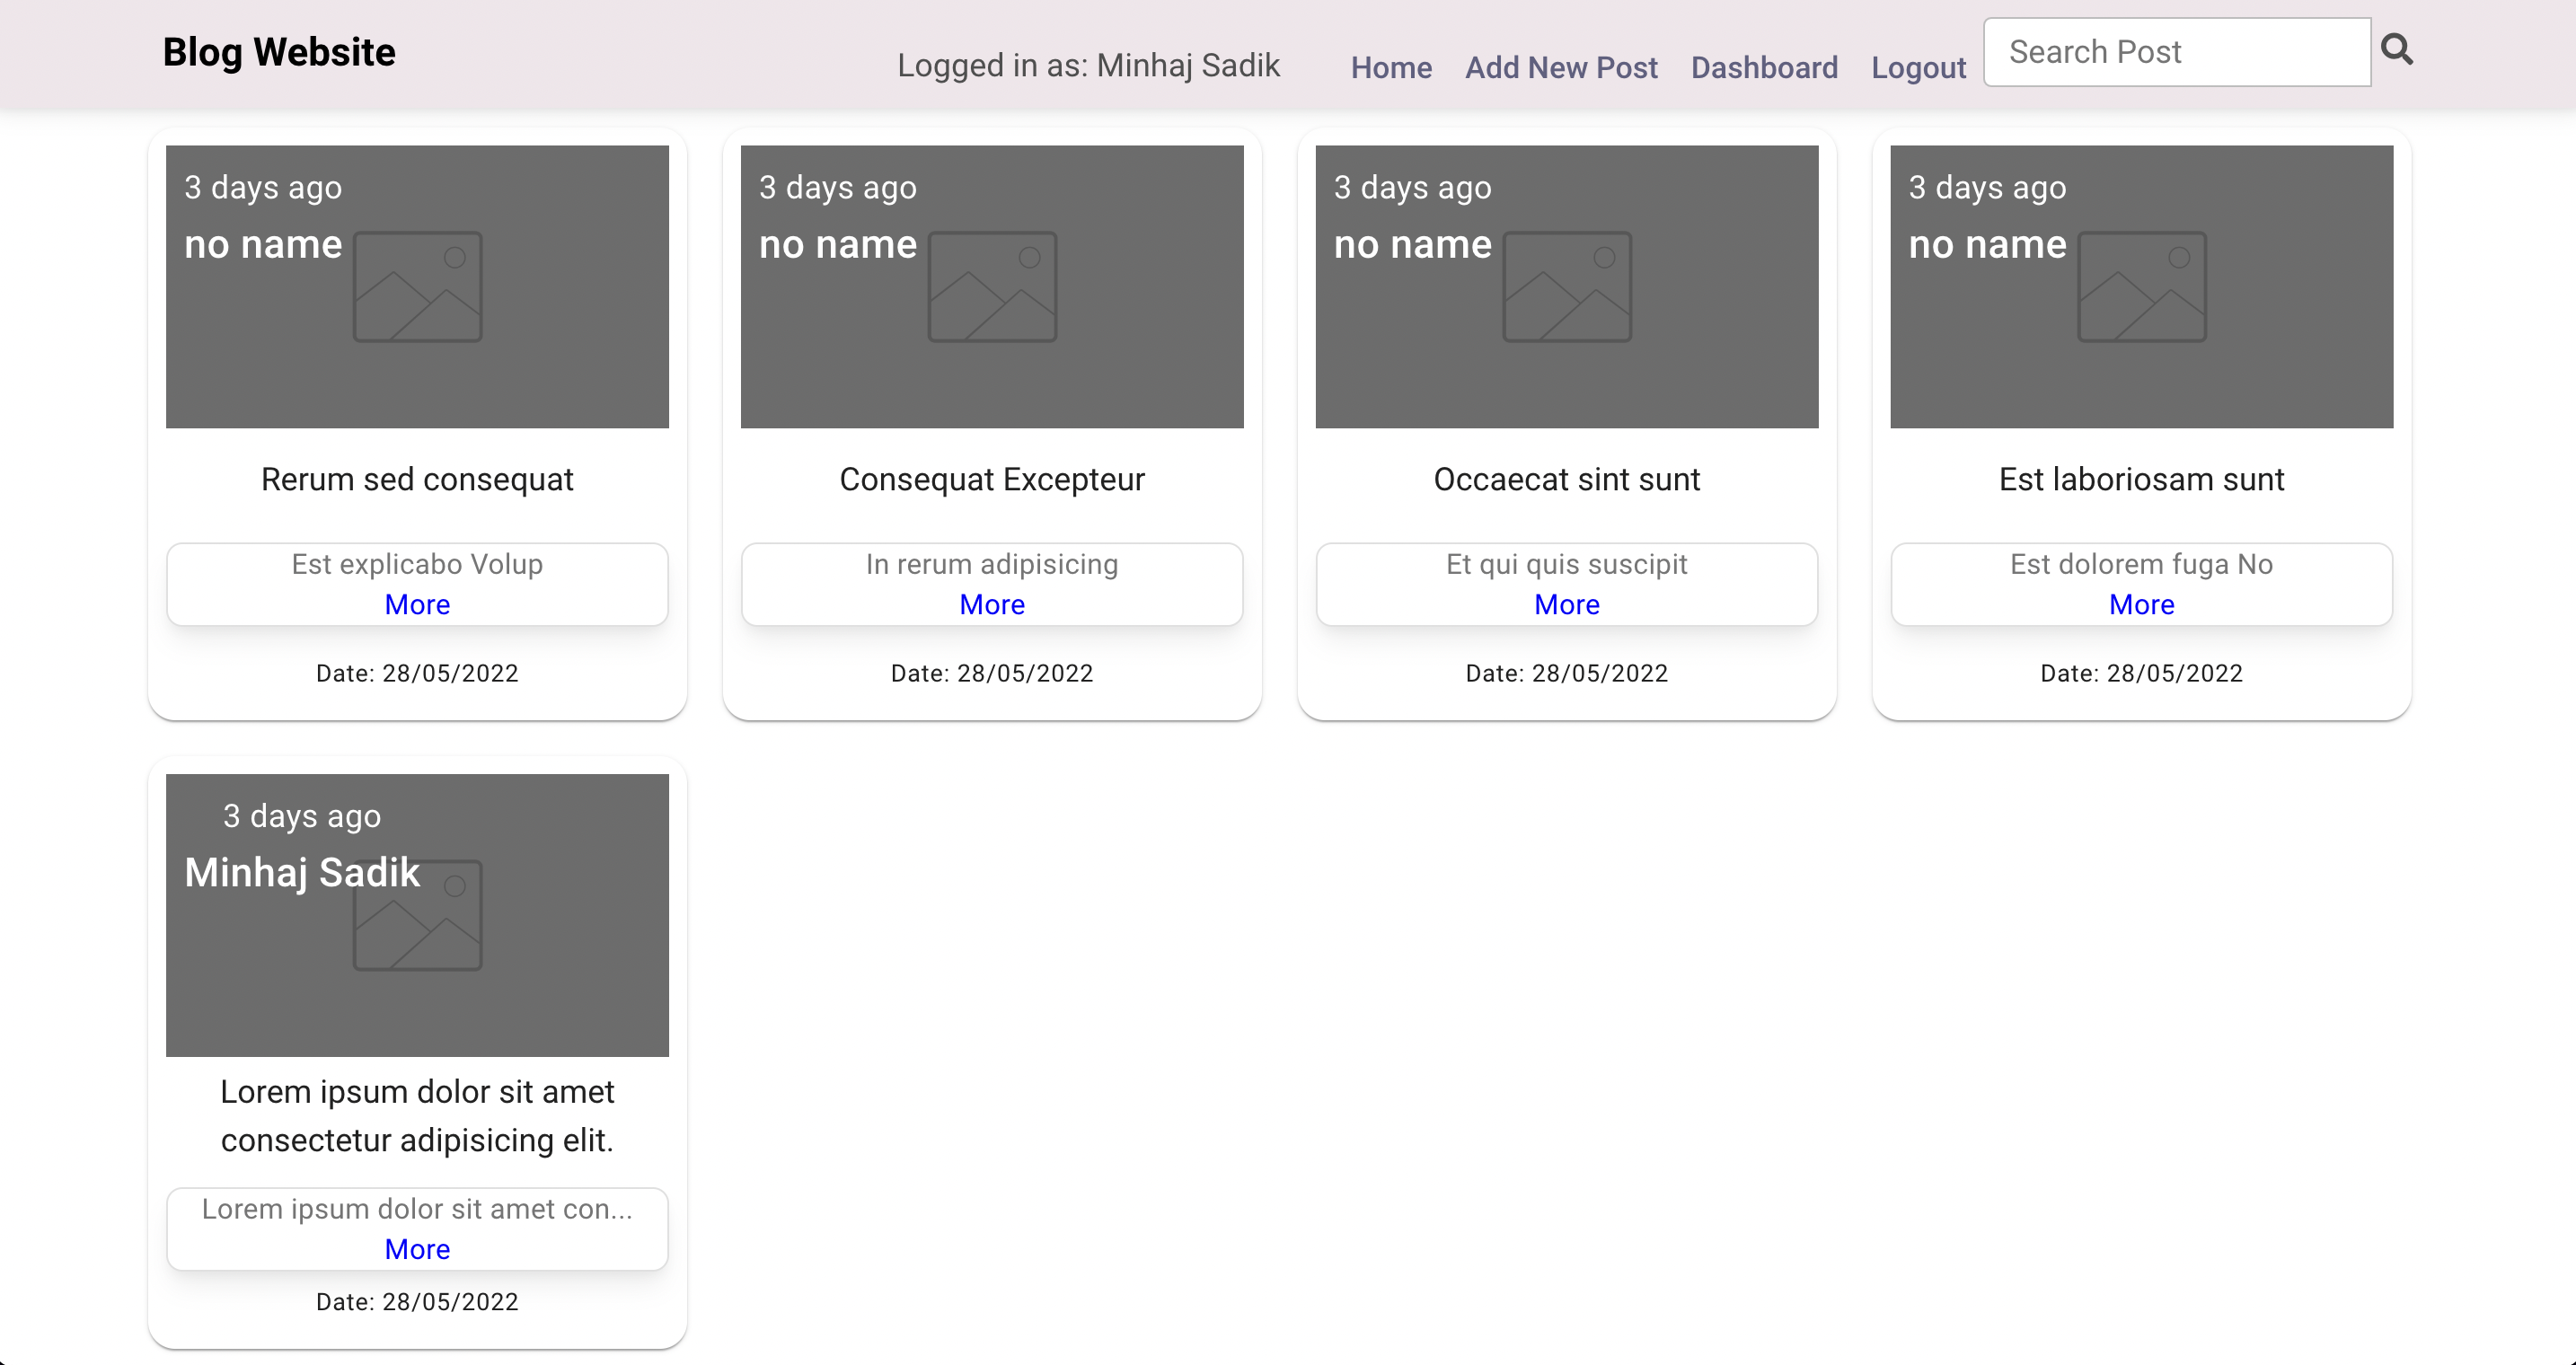 Blog Website
Logged in as: Minhaj Sadik
Home
Add New Post
Dashboard
Logout
Search Post
3 days ago
no name
Rerum sed consequat
Est explicabo Volup
More
Date: 28/05/2022
3 days ago
no name
Consequat Excepteur
In rerum adipisicing
More
Date: 28/05/2022
3 days ago
no name
Occaecat sint sunt
Et qui quis suscipit
More
Date: 28/05/2022
3 days ago
no name
Est laboriosam sunt
Est dolorem fuga No
More
Date: 28/05/2022
3 days ago
Minhaj Sadik
Lorem ipsum dolor sit amet
consectetur adipisicing elit.
Lorem ipsum dolor sit amet con...
More
Date: 28/05/2022